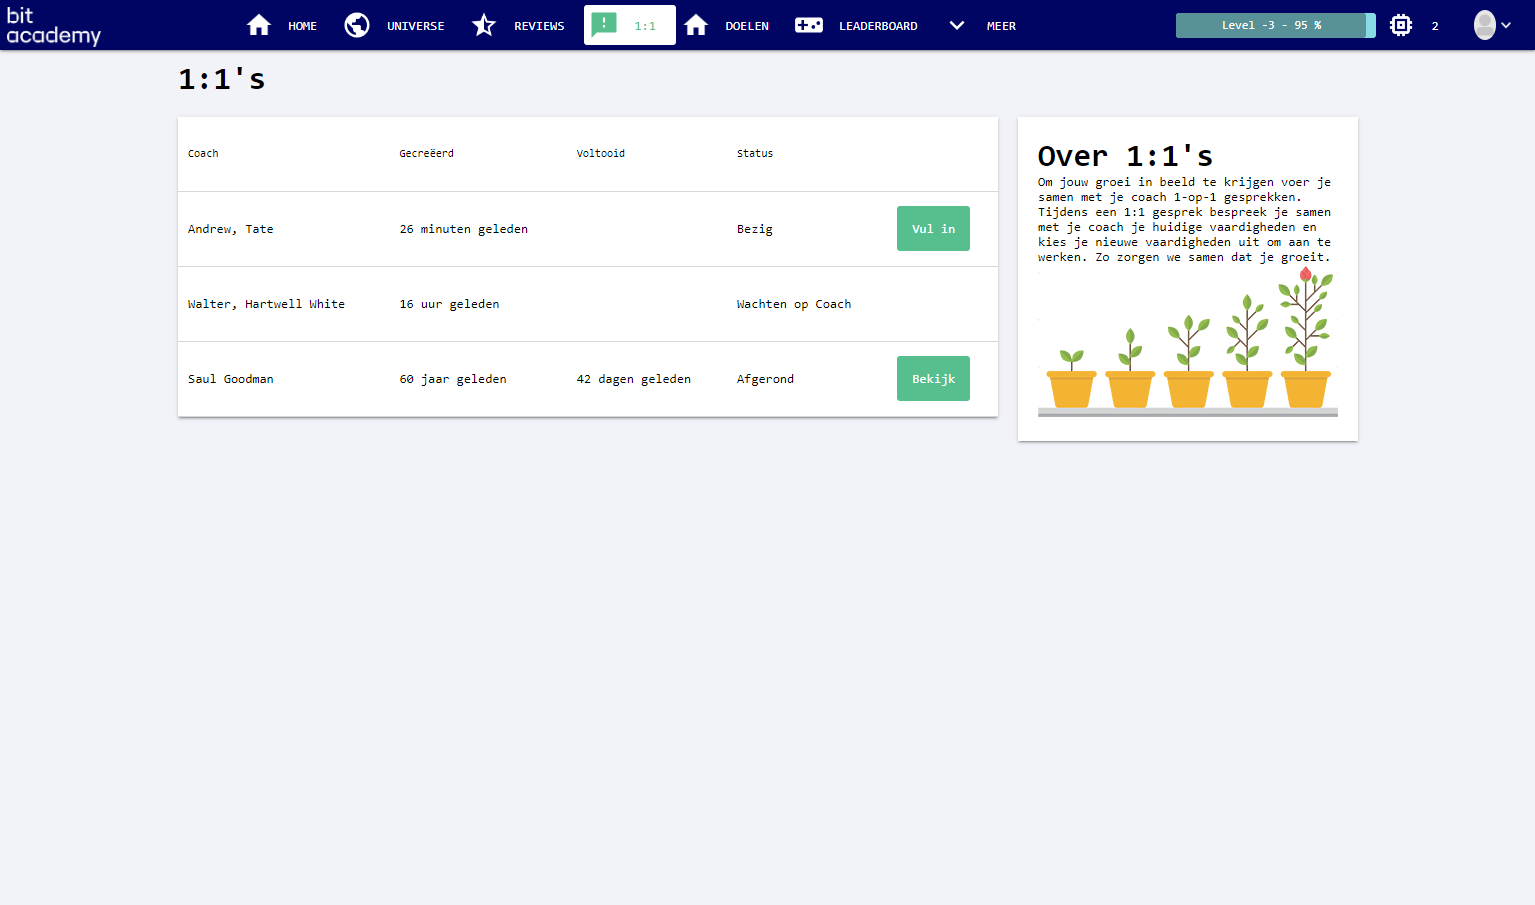 bit
academy
HOME
UNIVERSE
REVIEWS
1:1
DOELEN
LEADERBOARD
MEER
Level -3 - 95 %
2
1:1's
Coach Gecreëerd Voltooid Status
Andrew, Tate 26 minuten geleden Bezig Vul in
Walter, Hartwell White 16 uur geleden Wachten op Coach
Saul Goodman 60 jaar geleden 42 dagen geleden Afgerond Bekijk
Over 1:1's
Om jouw groei in beeld te krijgen voer je
samen met je coach 1-op-1 gesprekken.
Tijdens een 1:1 gesprek bespreek je samen
met je coach je huidige vaardigheden en
kies je nieuwe vaardigheden uit om aan te
werken. Zo zorgen we samen dat je groeit.